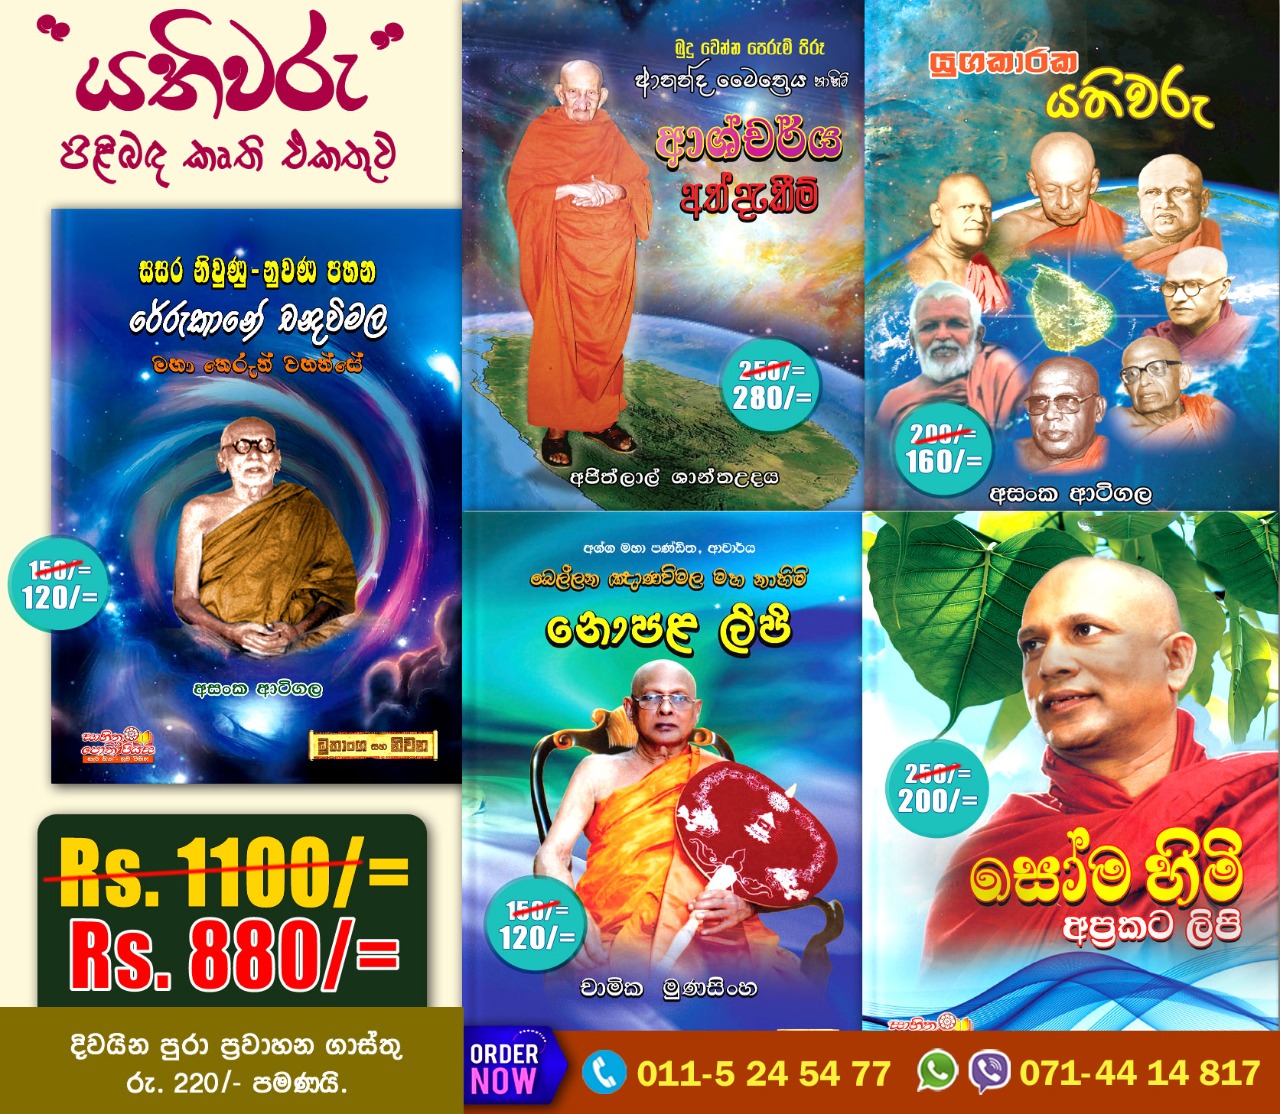 "යතිවරු"
පිළිබඳ කෘති එකතුව
සසර නිවුණු - නුවණ පහන
රේරුකානේ චන්දවිමල
මහා තෙරුන් වහන්සේ
150/=
120/=
අසංක ආටිගල
සහ නිවන
Rs. 1100/=
Rs. 880/=
දිවයින පුරා ප්‍රවාහන ගාස්තු
රු. 220/- පමණයි.
බුදු වෙන්න පෙරුම් පිරූ
ආනන්ද මෛත්‍රෙය නාහිමි
ආශ්චර්ය
අත්දැකීම්
250/=
280/=
අජිත්ලාල් ශාන්තඋදය
යුගකාරක
යතිවරු
200/=
160/=
අසංක ආටිගල
අග්ග මහා පණ්ඩිත, ආචාර්ය
බෙල්ලන ඤාණවිමල මහ නාහිමි
නොපළ ලිපි
150/=
120/=
චාමික මුණසිංහ
250/=
200/=
සෝම හිමි
අප්‍රකට ලිපි
ORDER
NOW
011-5 24 54 77
071-44 14 817